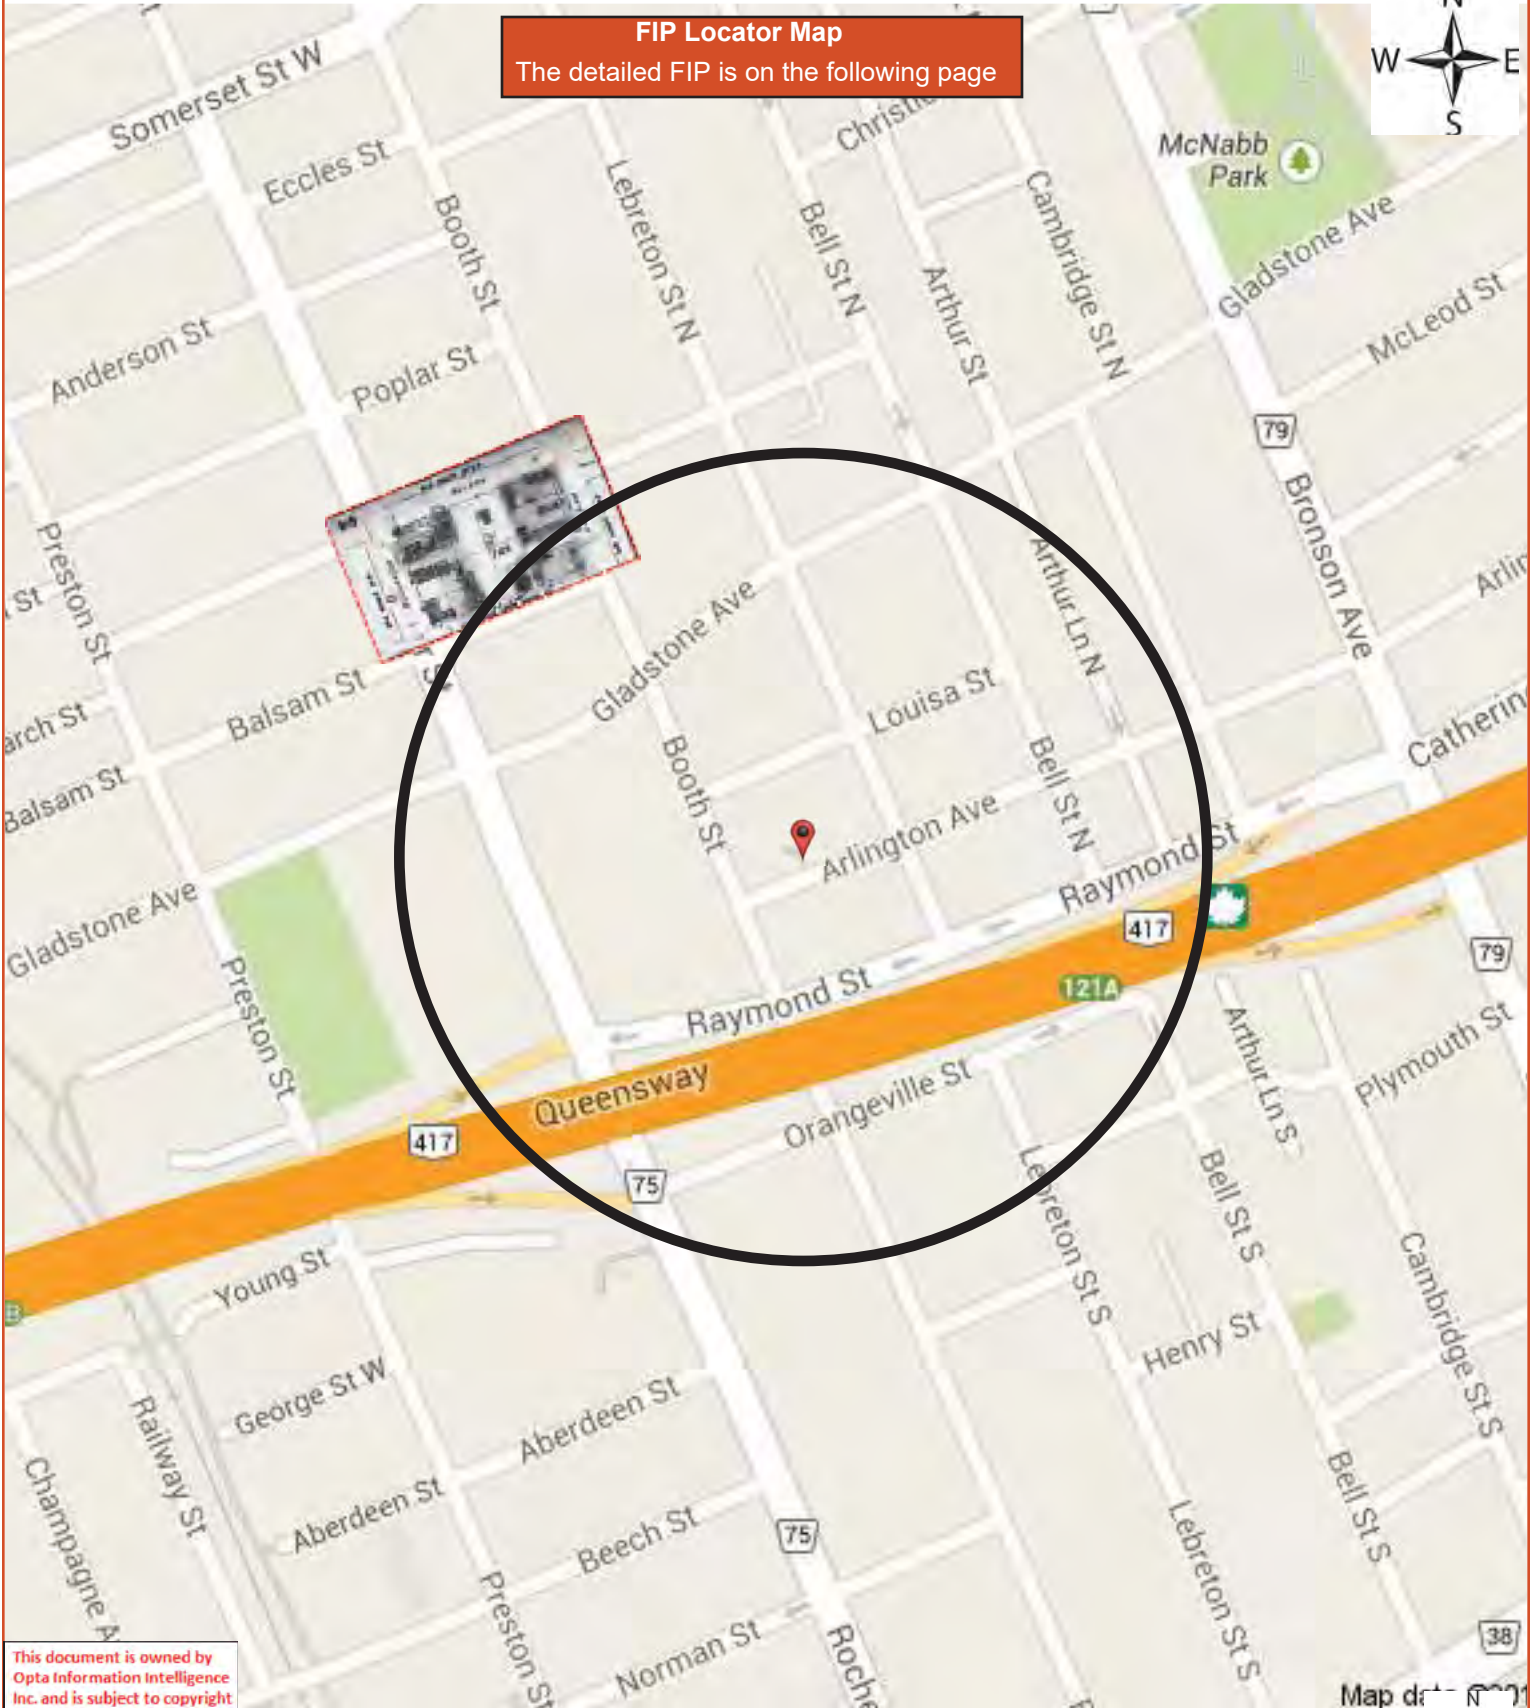 FIP Locator Map
The detailed FIP is on the following page
N
W
E
S
Somerset St W
Eccles St
Booth St
Lebreton St N
Bell St N
Arthur St
Cambridge St N
McNabb
Park
Gladstone Ave
McLeod St
Anderson St
Poplar St
79
Preston St
St
Bronson Ave
Arthur Ln N
Balsam St
Gladstone Ave
Louisa St
Booth St
Bell St N
Arlington Ave
Balsam St
Raymond St
417
Gladstone Ave
Preston St
121A
79
Raymond St
Queensway
417
Orangeville St
Arthur Ln S
Plymouth St
75
Lebreton St S
Bell St S
Cambridge St S
Young St
B
Henry St
George St W
Aberdeen St
Railway St
Aberdeen St
Beech St
75
Bell St S
Lebreton St S
Preston St
Norman St
38
This document is owned by
Opta Information Intelligence
Inc. and is subject to copyright